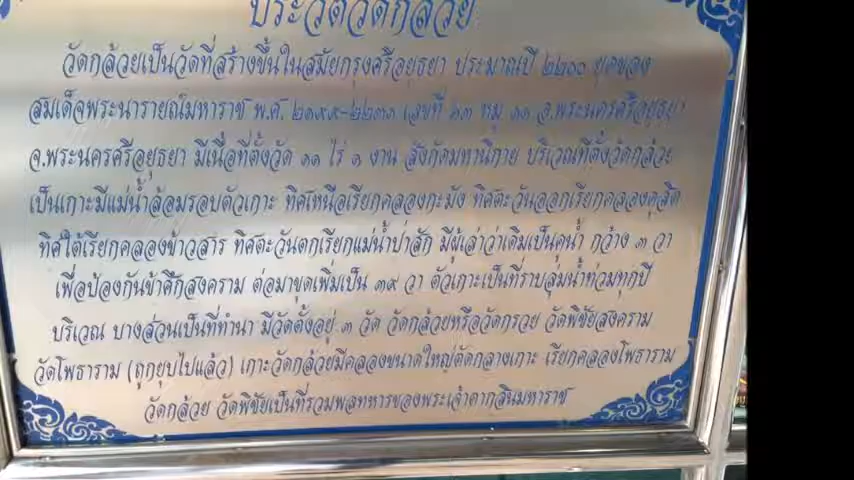 ประวัติวัดกล้วย
วัดกล้วยเป็นวัดที่สร้างขึ้นในสมัยกรุงศรีอยุธยา ประมาณปี ๒๒๐๐ ยุคของ
สมเด็จพระนารายณ์มหาราช พ.ศ. ๒๑๙๙-๒๒๓๑ เลขที่ หมู่ ๑๑ อ.พระนครศรีอยุธยา
จ.พระนครศรีอยุธยา มีเนื้อที่ตั้งวัด ๑๑ ไร่ ๑ งาน สังกัดมหานิกาย บริเวณที่ตั้งวัดกล้วย
เป็นเกาะมีแม่น้ำล้อมรอบตัวเกาะ ทิศเหนือเรียกคลองกะมัง ทิศตะวันออกเรียกคลองดุสิต
ทิศใต้เรียกคลองข้าวสาร ทิศตะวันตกเรียกแม่น้ำป่าสัก มีผู้เล่าว่าเดิมเป็นคูน้ำ กว้าง ๓ วา
เพื่อป้องกันข้าศึกสงคราม ต่อมาขุดเพิ่มเป็น ๓๙ วา ตัวเกาะเป็นที่ราบลุ่มน้ำท่วมทุกปี
บริเวณ บางส่วนเป็นที่ทำนา มีวัดตั้งอยู่ ๓ วัด วัดกล้วยหรือวัดกรวย วัดพิชัยสงคราม
วัดโพธาราม (ถูกยุบไปแล้ว) เกาะวัดกล้วยมีคลองขนาดใหญ่ตัดกลางเกาะ เรียกคลองโพธาราม
วัดกล้วย วัดพิชัยเป็นที่รวมพลทหารของพระเจ้าตากสินมหาราช